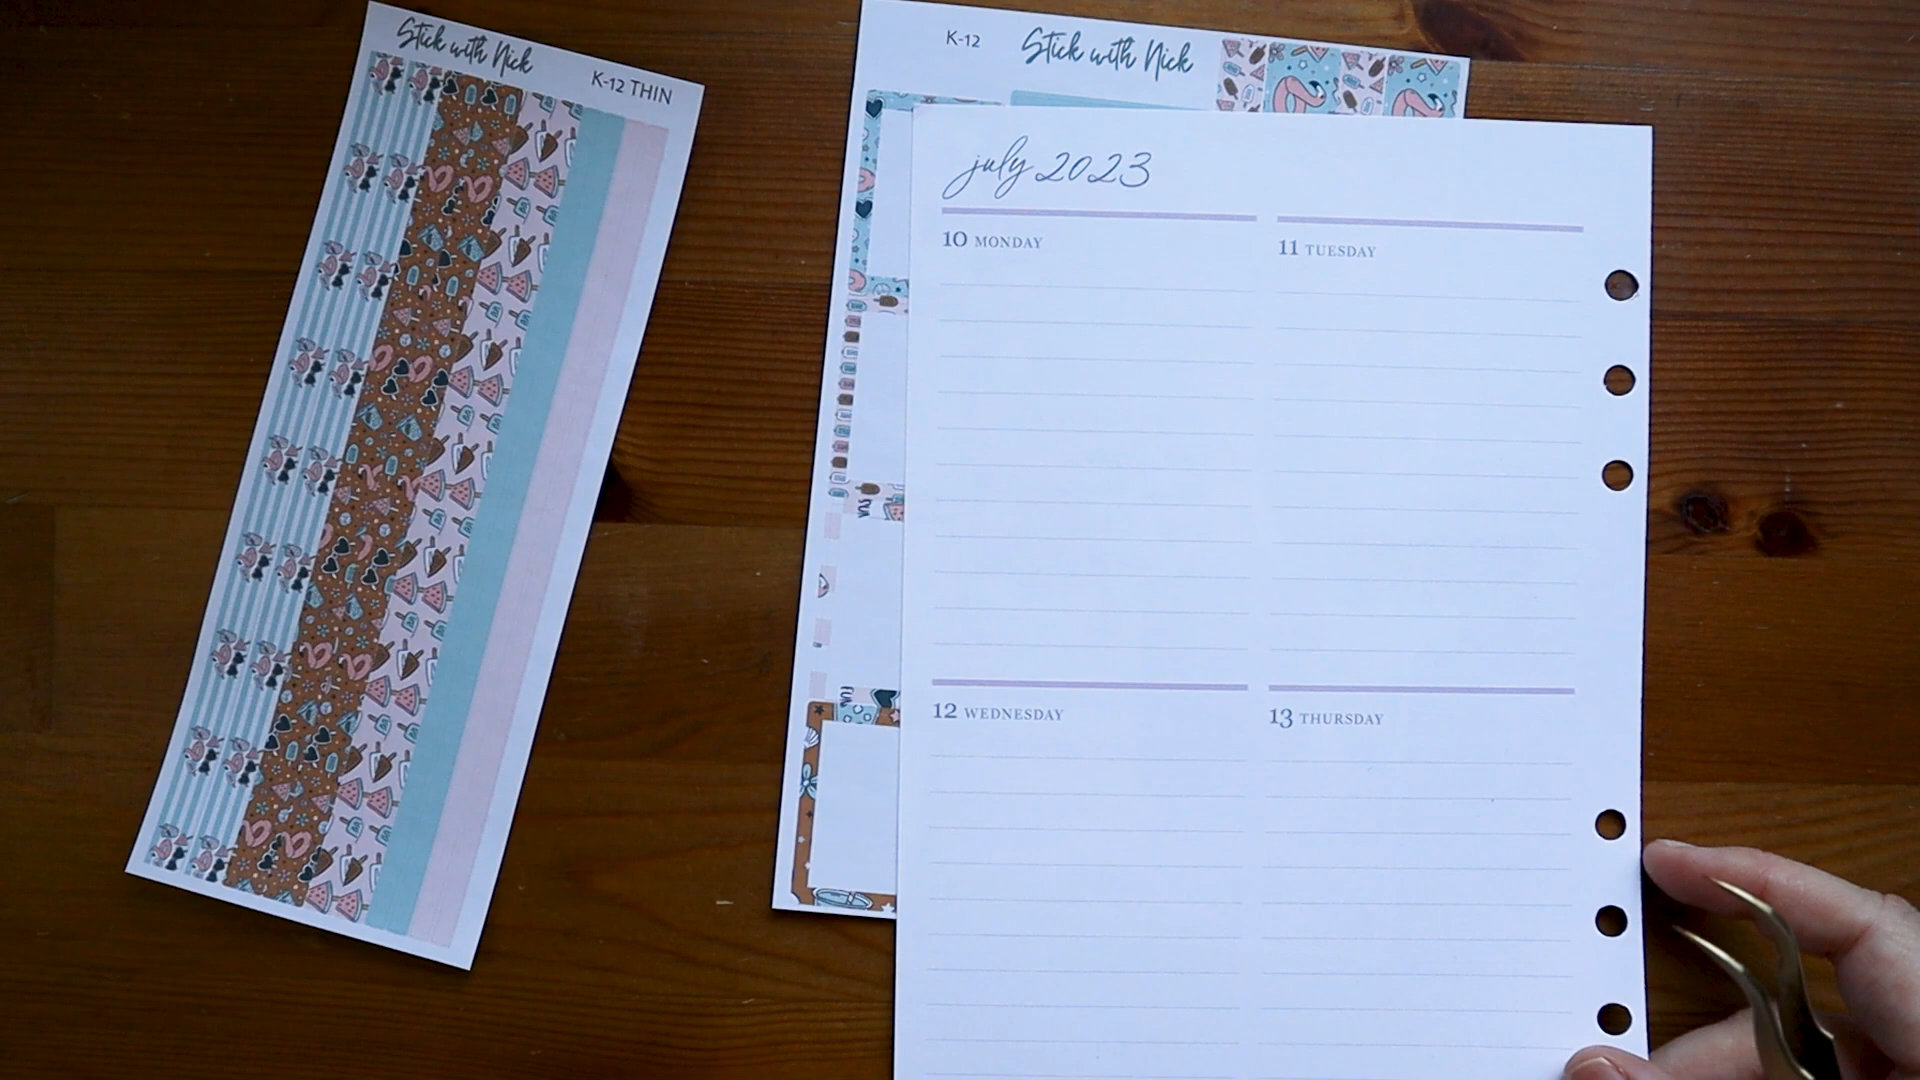 Stick with Nick
K-12 THIN
K-12
Stick with Nick
july 2023
10 MONDAY
11 TUESDAY
12 WEDNESDAY
13 THURSDAY
FUN